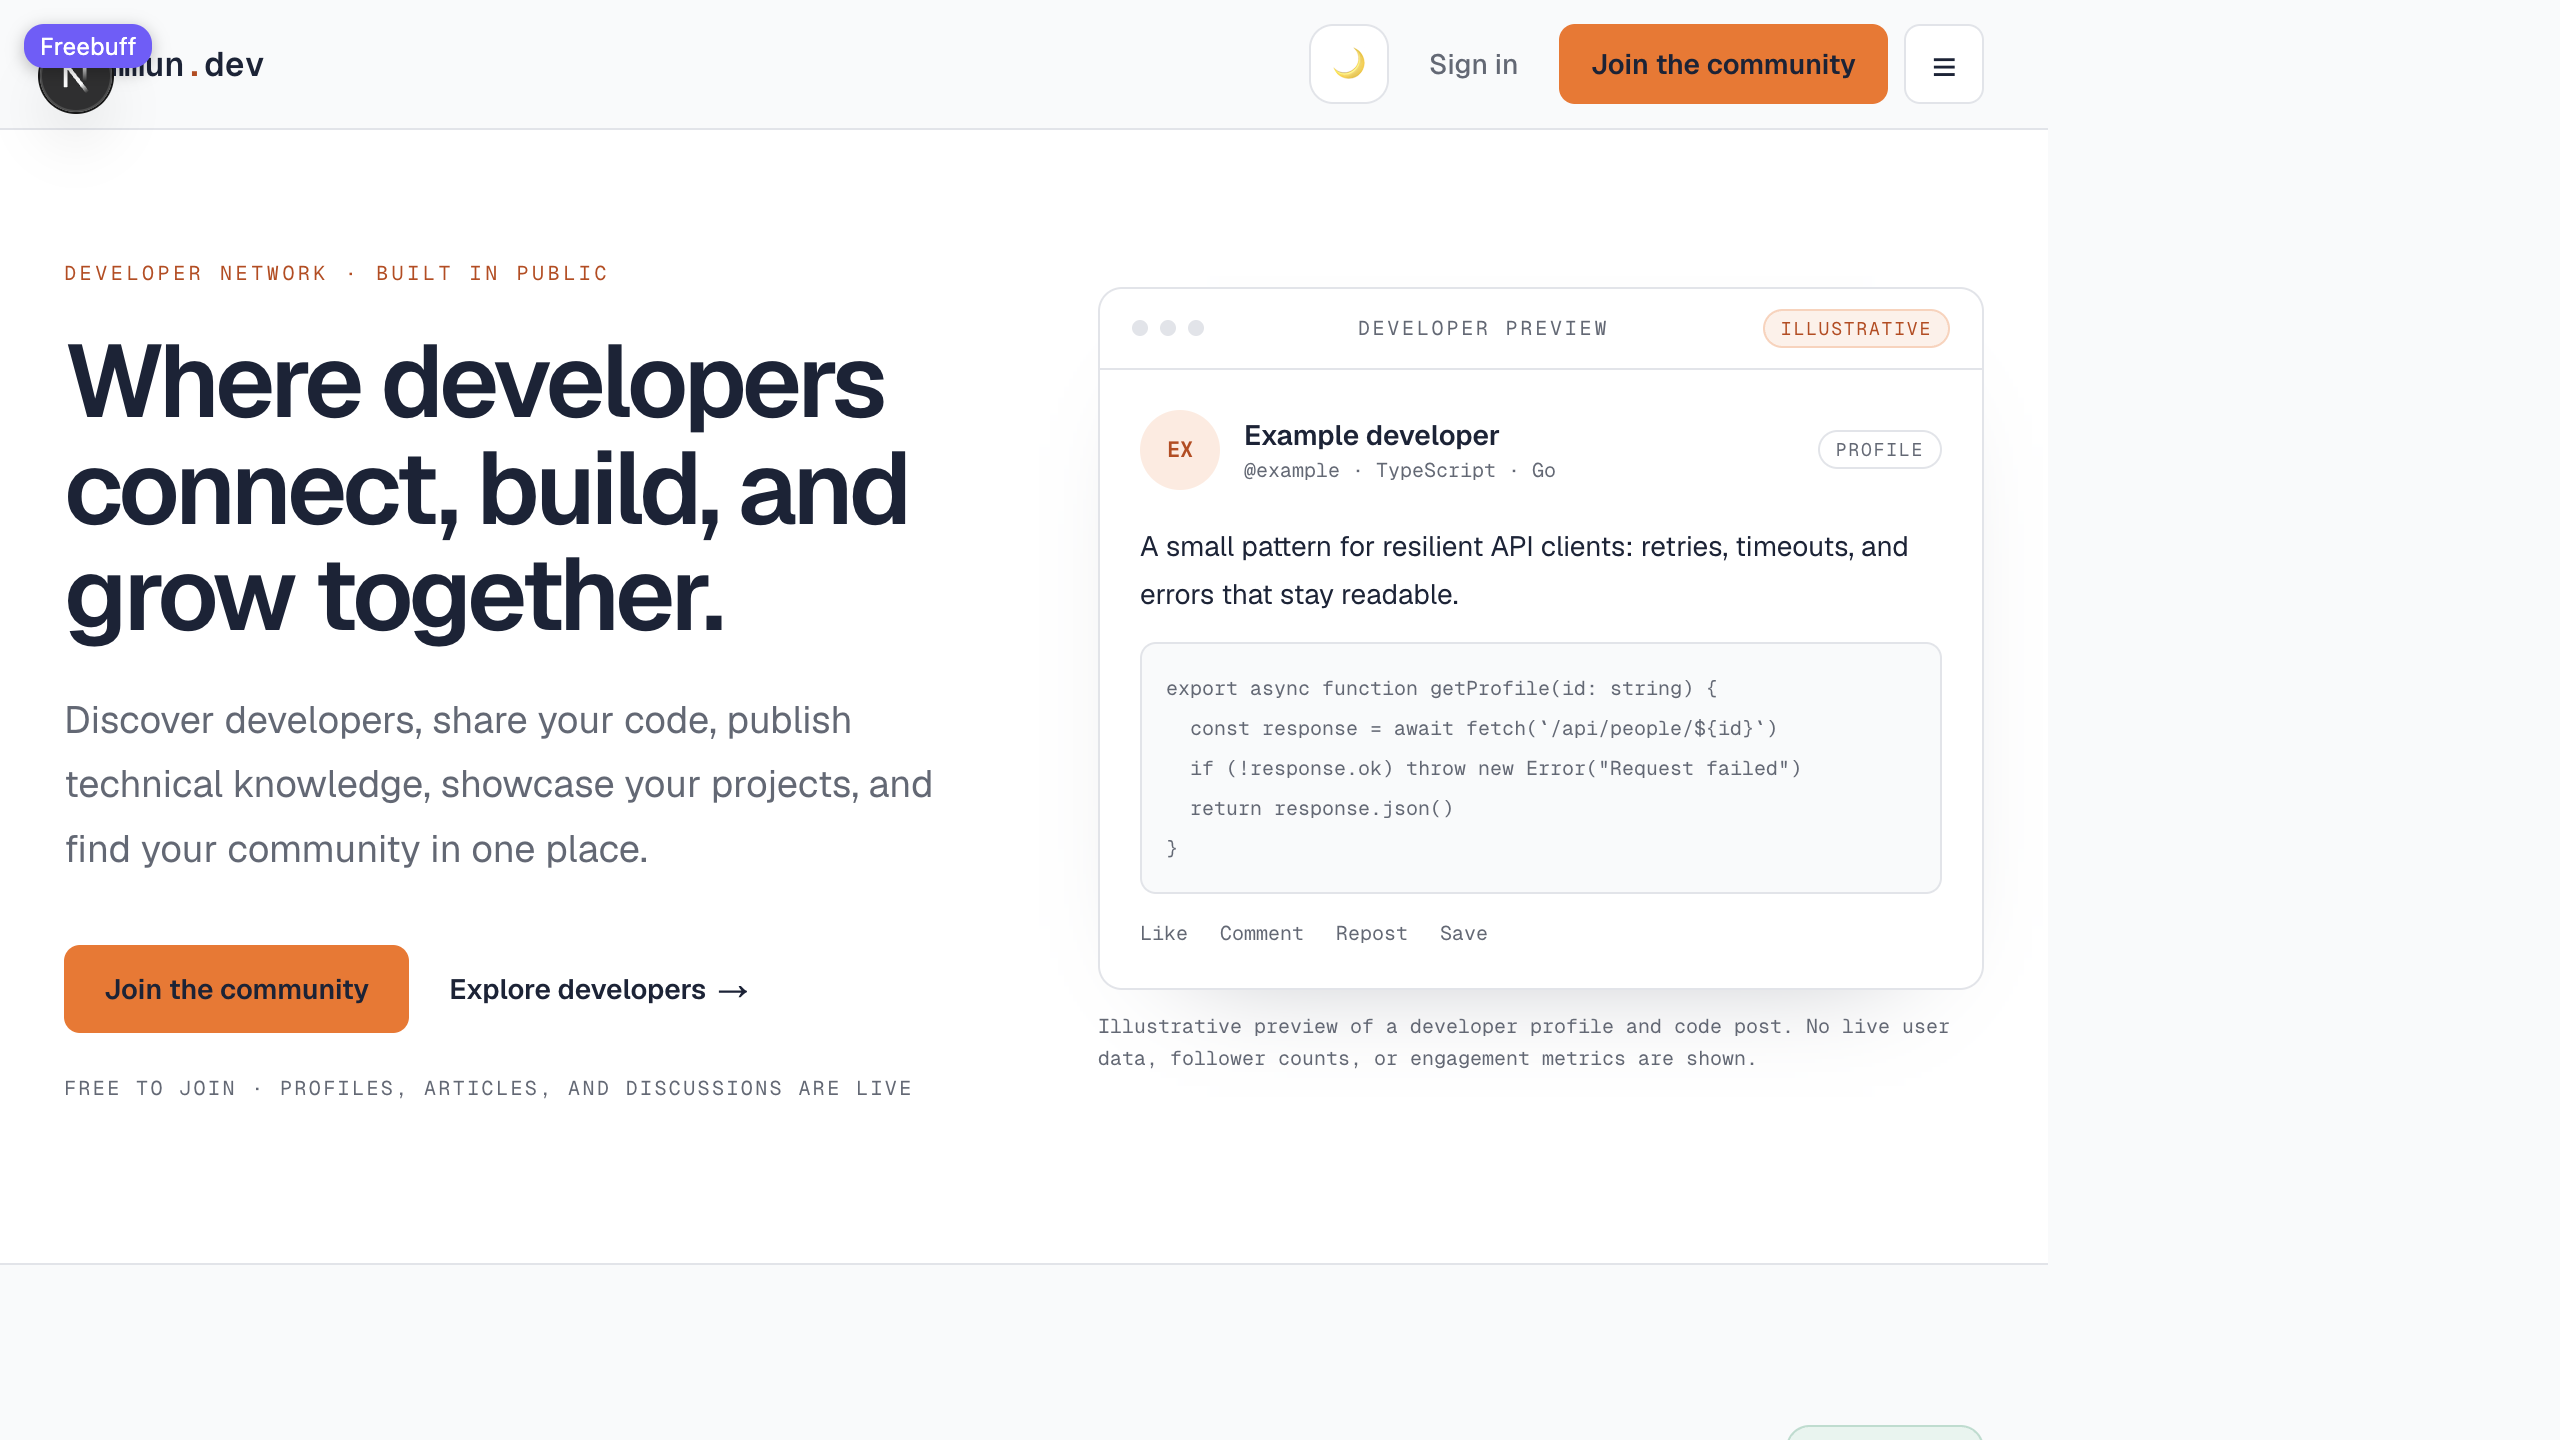 Freebuff
.dev
Sign in
Join the community
DEVELOPER NETWORK · BUILT IN PUBLIC
Where developers
connect, build, and
grow together.
Discover developers, share your code, publish
technical knowledge, showcase your projects, and
find your community in one place.
Join the community
Explore developers →
FREE TO JOIN · PROFILES, ARTICLES, AND DISCUSSIONS ARE LIVE
DEVELOPER PREVIEW
ILLUSTRATIVE
EX
Example developer
@example · TypeScript · Go
PROFILE
A small pattern for resilient API clients: retries, timeouts, and
errors that stay readable.
export async function getProfile(id: string) {
  const response = await fetch(`/api/people/${id}`)
  if (!response.ok) throw new Error("Request failed")
  return response.json()
}
Like
Comment
Repost
Save
Illustrative preview of a developer profile and code post. No live user
data, follower counts, or engagement metrics are shown.